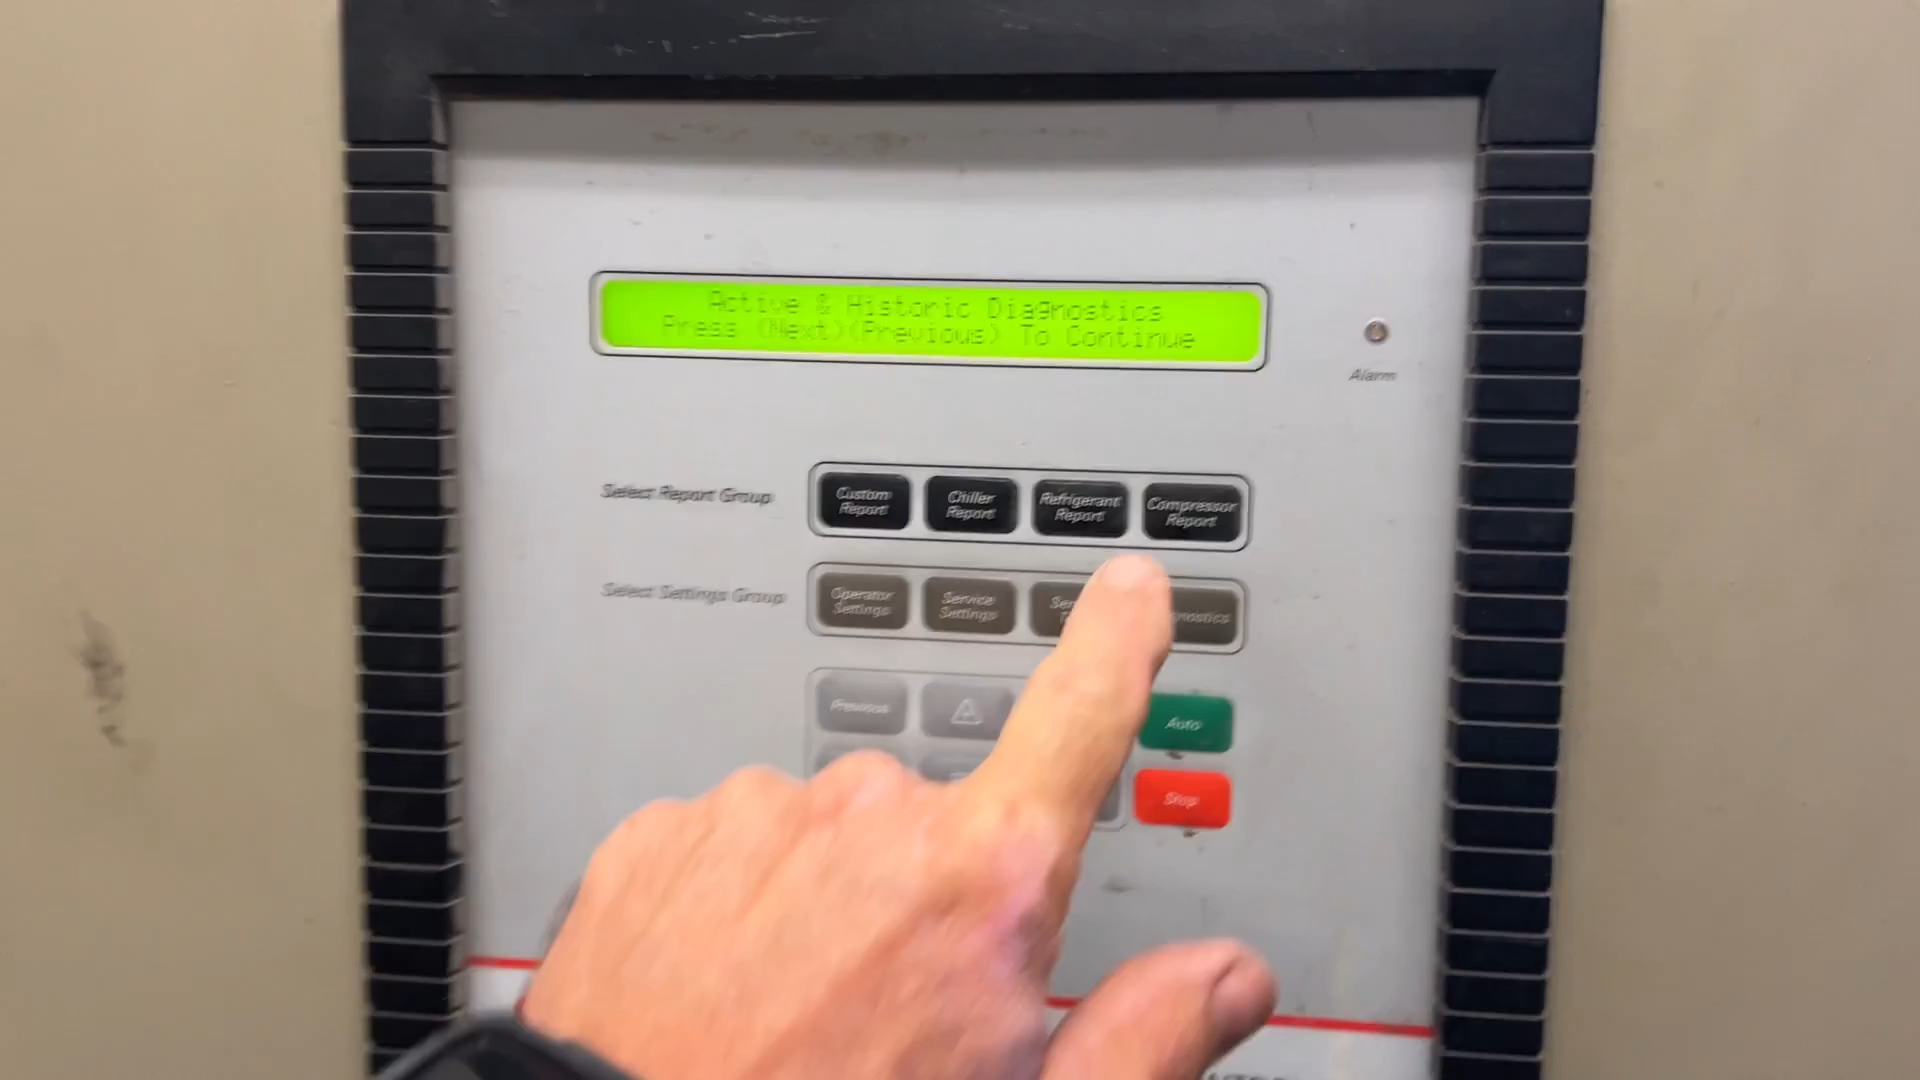 Active & Historic Diagnostics
Press (Next)(Previous) To Continue
Alarm
Select Report Group
Custom Report
Chiller Report
Refrigerant Report
Compressor Report
Select Settings Group
Operator Settings
Service Settings
Previous
Auto
Stop